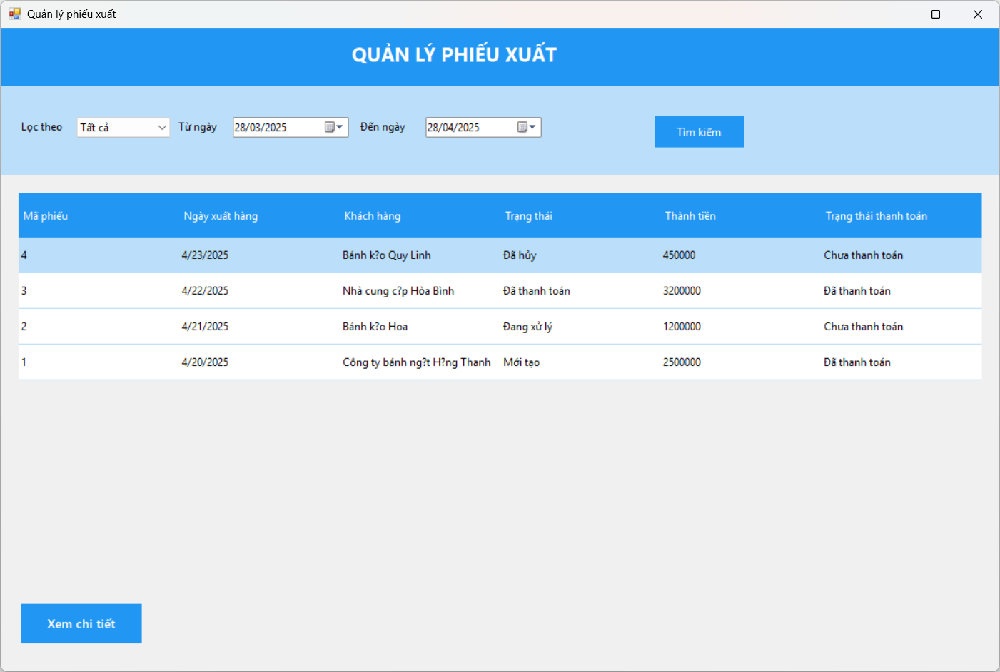 Quản lý phiếu xuất
QUẢN LÝ PHIẾU XUẤT
Lọc theo Tất cả Từ ngày 28/03/2025 Đến ngày 28/04/2025 Tìm kiếm
Mã phiếu Ngày xuất hàng Khách hàng Trạng thái Thành tiền Trạng thái thanh toán
4 4/23/2025 Bánh k?o Quy Linh Đã hủy 450000 Chưa thanh toán
3 4/22/2025 Nhà cung c?p Hòa Bình Đã thanh toán 3200000 Đã thanh toán
2 4/21/2025 Bánh k?o Hoa Đang xử lý 1200000 Chưa thanh toán
1 4/20/2025 Công ty bánh ng?t H?ng Thanh Mới tạo 2500000 Đã thanh toán
Xem chi tiết